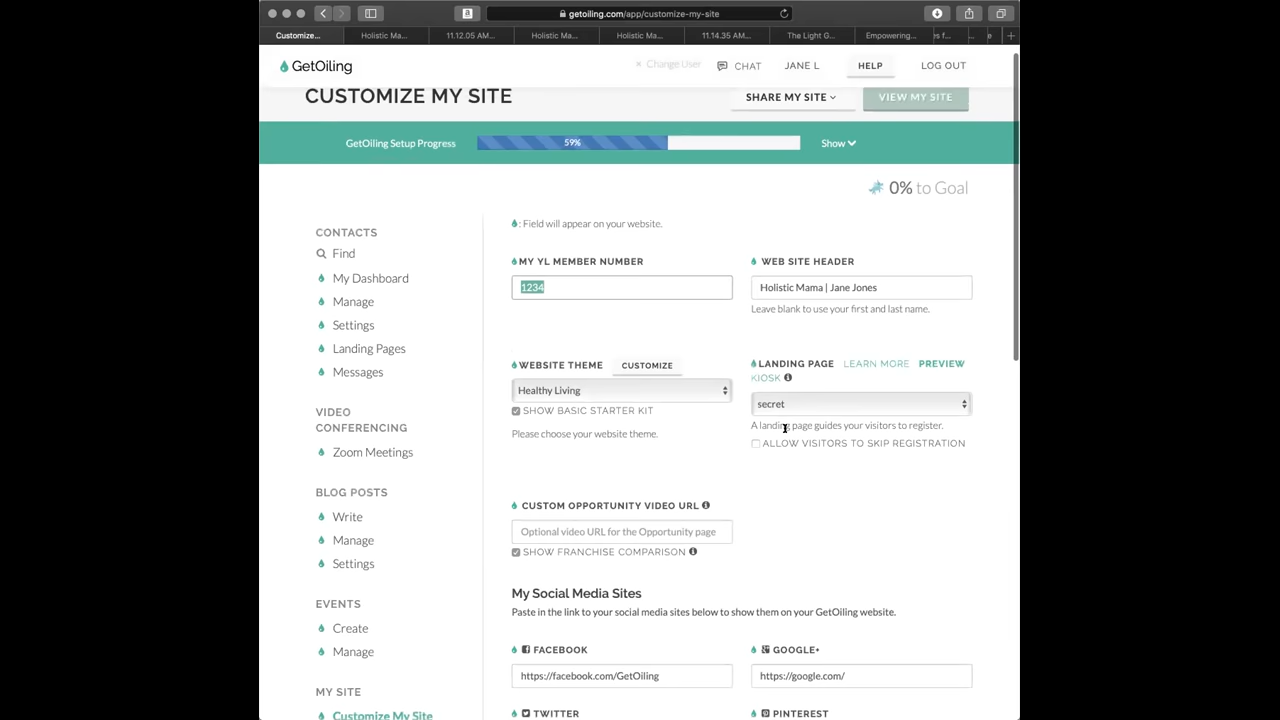 getoiling.com/app/customize-my-site
Customize...
Holistic Ma...
11.12.05 AM...
Holistic Ma...
Holistic Ma...
11.14.35 AM...
The Light G...
Empowering...
GetOiling
× Change User
CHAT
JANE L
HELP
LOG OUT
CUSTOMIZE MY SITE
SHARE MY SITE
VIEW MY SITE
GetOiling Setup Progress
59%
Show
0% to Goal
CONTACTS
Find
My Dashboard
Manage
Settings
Landing Pages
Messages
VIDEO
CONFERENCING
Zoom Meetings
BLOG POSTS
Write
Manage
Settings
EVENTS
Create
Manage
MY SITE
Customize My Site
: Field will appear on your website.
MY YL MEMBER NUMBER
1234
WEB SITE HEADER
Holistic Mama | Jane Jones
Leave blank to use your first and last name.
WEBSITE THEME
CUSTOMIZE
Healthy Living
SHOW BASIC STARTER KIT
Please choose your website theme.
LANDING PAGE
LEARN MORE
PREVIEW
KIOSK
secret
A landing page guides your visitors to register.
ALLOW VISITORS TO SKIP REGISTRATION
CUSTOM OPPORTUNITY VIDEO URL
Optional video URL for the Opportunity page
SHOW FRANCHISE COMPARISON
My Social Media Sites
Paste in the link to your social media sites below to show them on your GetOiling website.
FACEBOOK
https://facebook.com/GetOiling
GOOGLE+
https://google.com/
TWITTER
PINTEREST